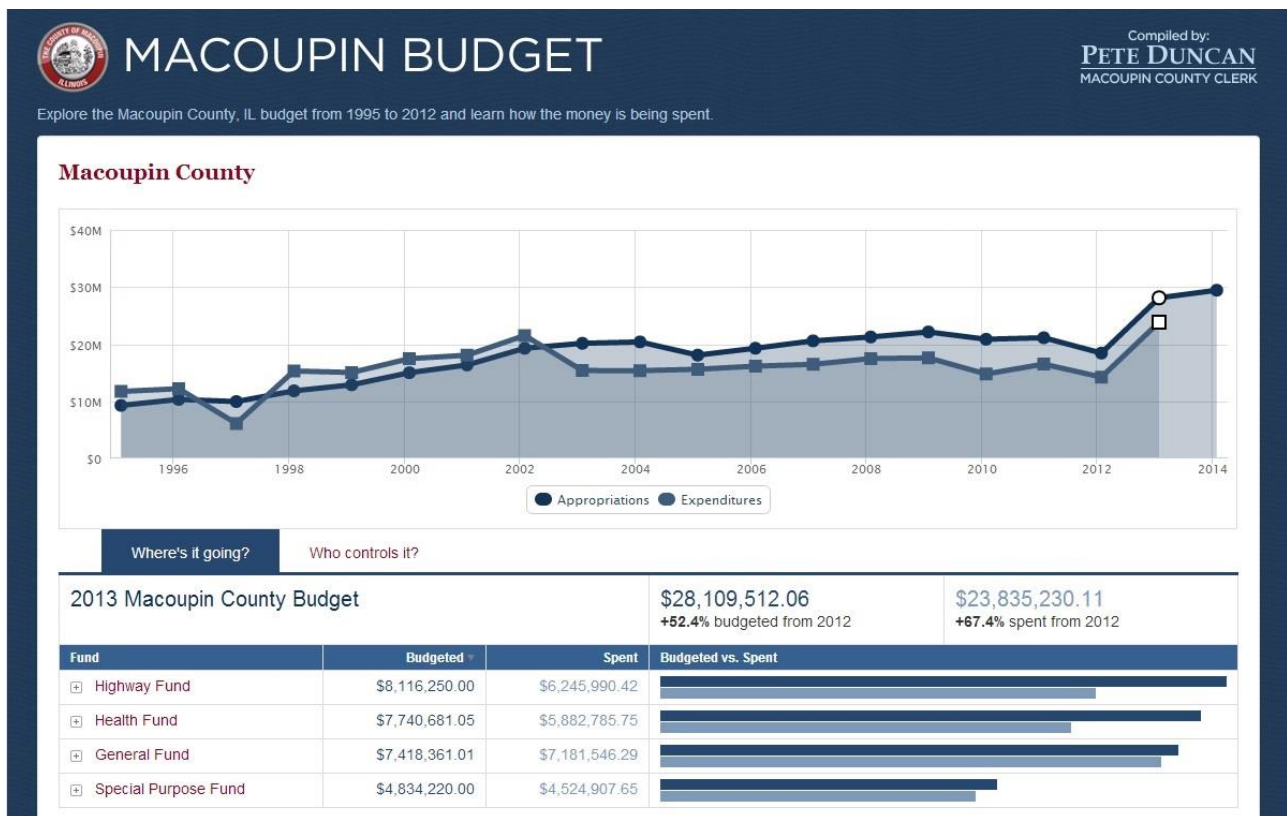 THE COUNTY OF MACOUPIN
ILLINOIS
MACOUPIN BUDGET
Compiled by:
PETE DUNCAN
MACOUPIN COUNTY CLERK
Explore the Macoupin County, IL budget from 1995 to 2012 and learn how the money is being spent.
Macoupin County
$40M
$30M
$20M
$10M
$0
1996 1998 2000 2002 2004 2006 2008 2010 2012 2014
Appropriations Expenditures
Where's it going? Who controls it?
2013 Macoupin County Budget $28,109,512.06 $23,835,230.11
+52.4% budgeted from 2012 +67.4% spent from 2012
Fund Budgeted Spent Budgeted vs. Spent
Highway Fund $8,116,250.00 $6,245,990.42
Health Fund $7,740,681.05 $5,882,785.75
General Fund $7,418,361.01 $7,181,546.29
Special Purpose Fund $4,834,220.00 $4,524,907.65